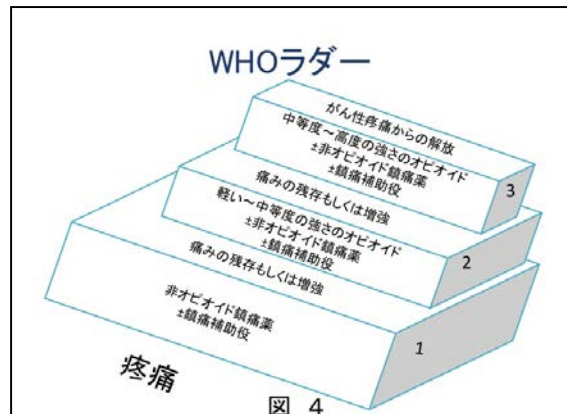 WHOラダー
がん性疼痛からの解放
中等度～高度の強さのオピオイド
±非オピオイド鎮痛薬
±鎮痛補助役
3
痛みの残存もしくは増強
軽い～中等度の強さのオピオイド
±非オピオイド鎮痛薬
±鎮痛補助役
2
痛みの残存もしくは増強
非オピオイド鎮痛薬
±鎮痛補助役
1
疼痛
図 4